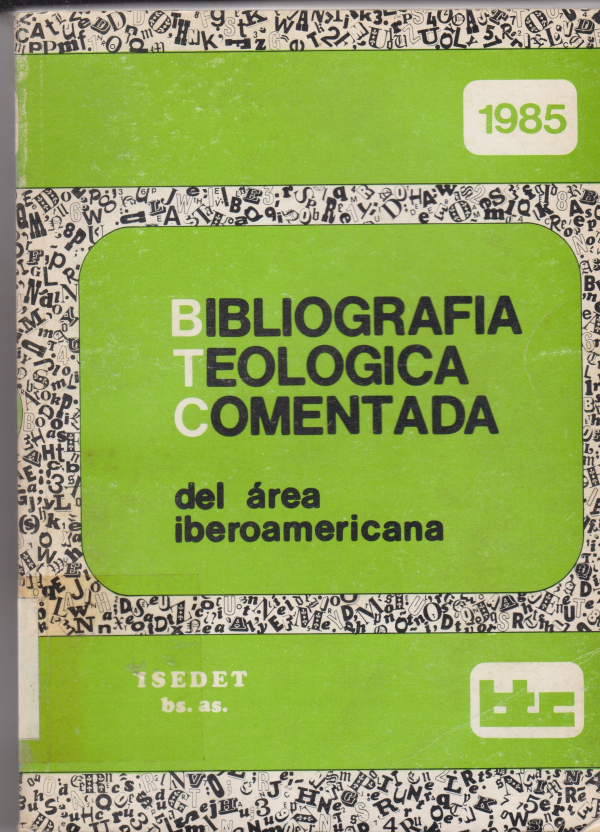 1985
BIBLIOGRAFIA
TEOLOGICA
COMENTADA
del área
iberoamericana
ISEDET
bs. as.
btc